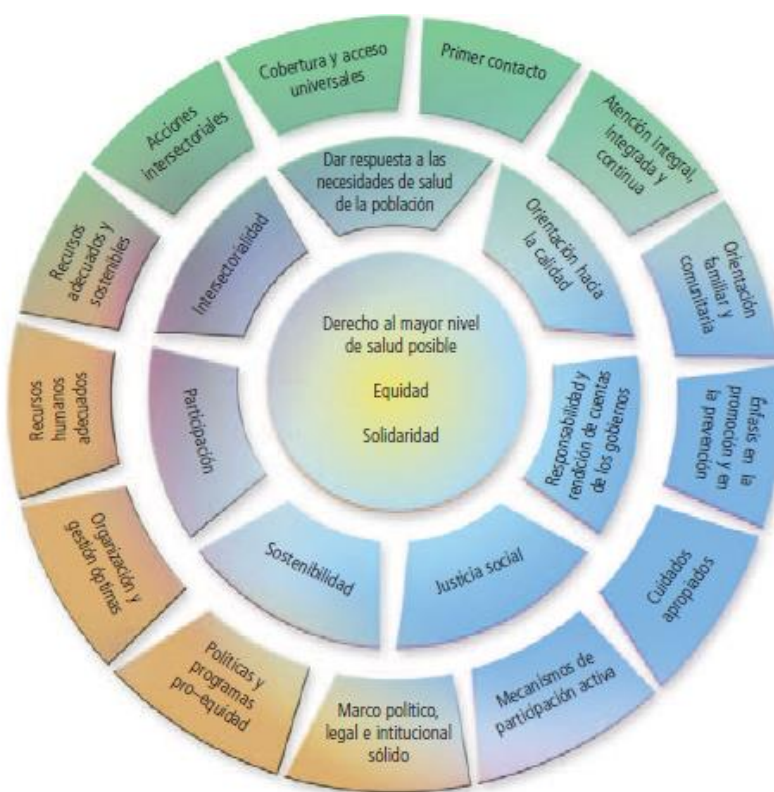 Cobertura y acceso
universales
Primer contacto
Atención integral,
integrada y
continua
Orientación
familiar y
comunitaria
Énfasis en la
promoción y en
la prevención
Cuidados
apropiados
Mecanismos de
participación activa
Marco político,
legal e intitucional
sólido
Políticas y
programas
pro–equidad
Organización y
gestión óptimas
Recursos
humanos
adecuados
Recursos
adecuados y
sostenibles
Acciones
intersectoriales
Dar respuesta a las
necesidades de salud
de la población
Orientación hacia
la calidad
Responsabilidad y
rendición de cuentas
de los gobiernos
Justicia social
Sostenibilidad
Participación
Intersectorialidad
Derecho al mayor nivel
de salud posible
Equidad
Solidaridad